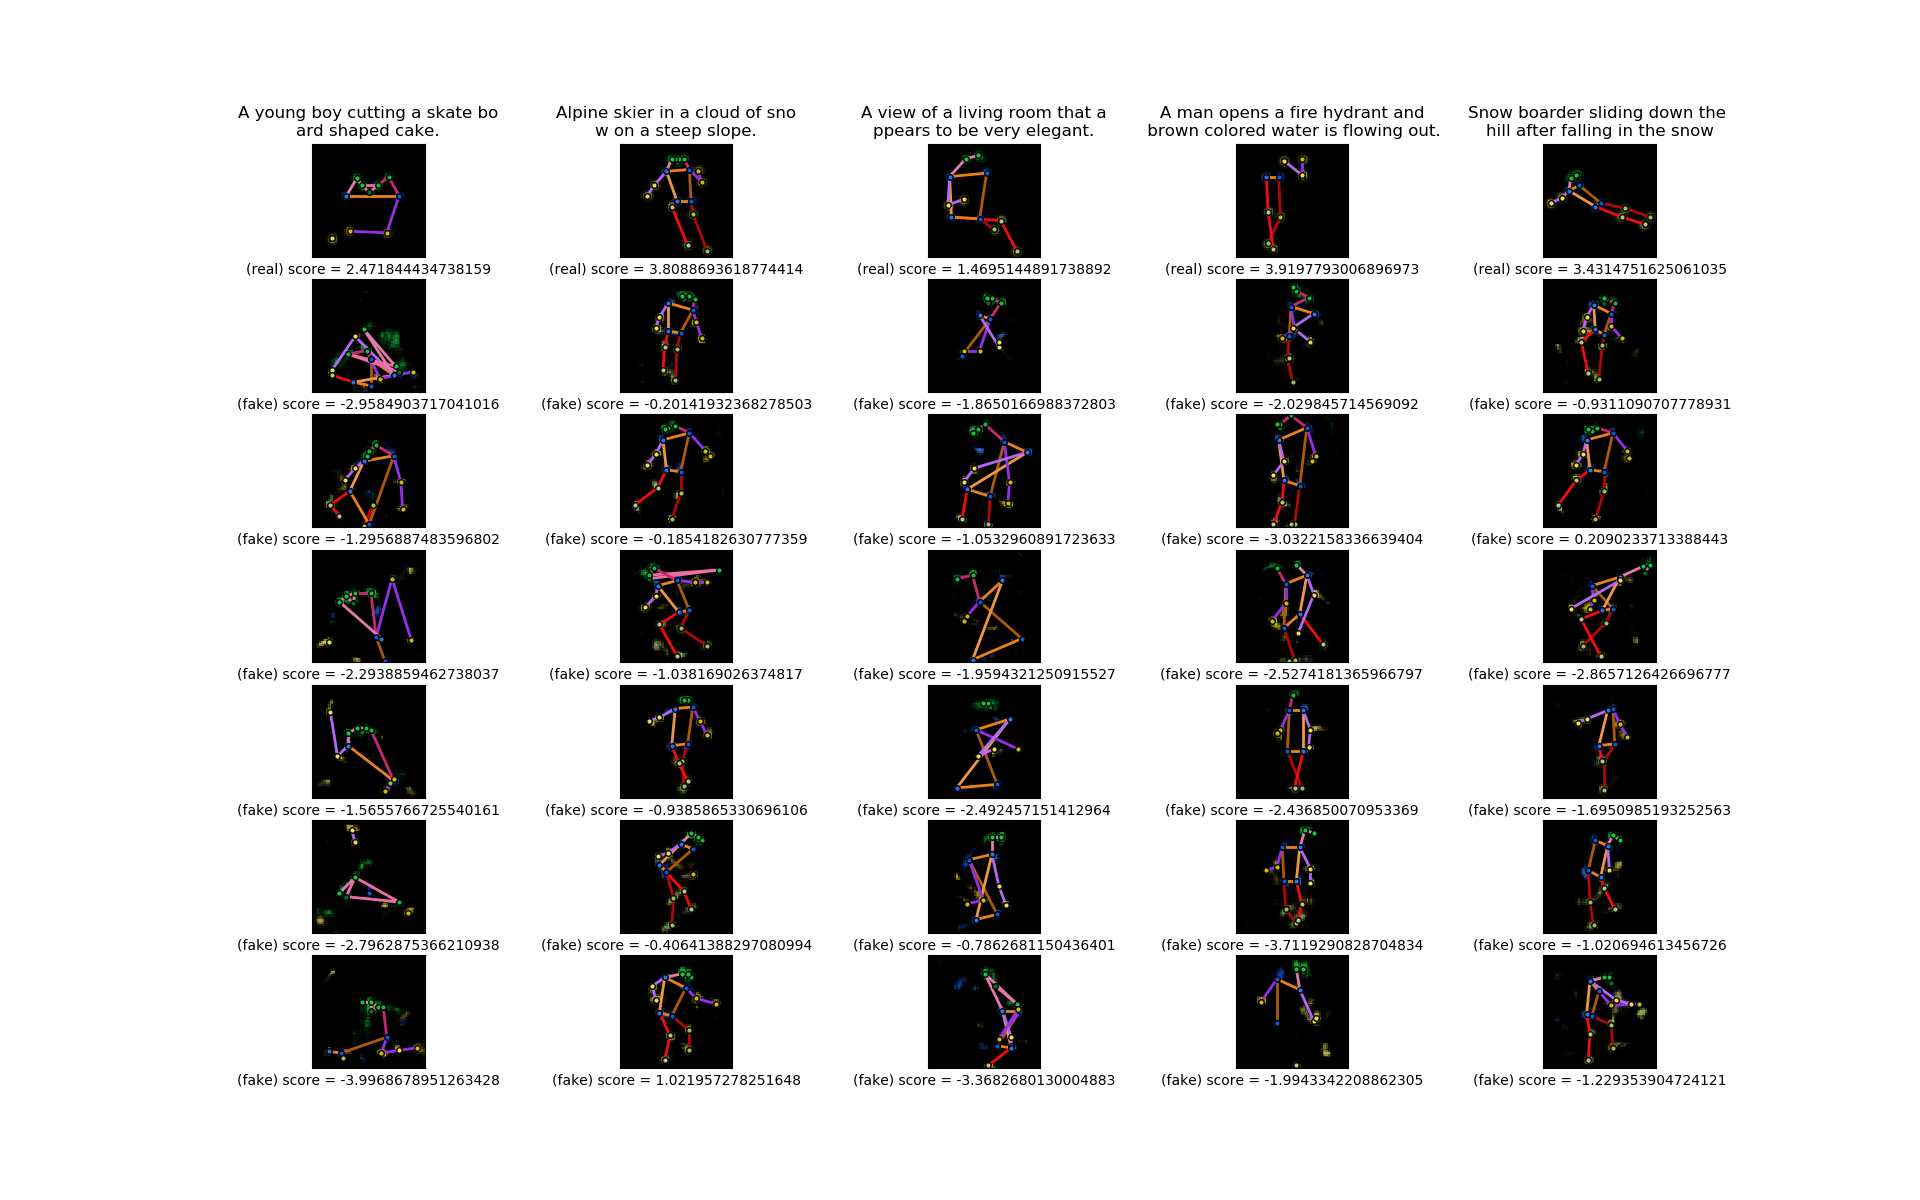 A young boy cutting a skate bo
ard shaped cake.
Alpine skier in a cloud of sno
w on a steep slope.
A view of a living room that a
ppears to be very elegant.
A man opens a fire hydrant and
brown colored water is flowing out.
Snow boarder sliding down the
hill after falling in the snow
(real) score = 2.471844434738159
(real) score = 3.8088693618774414
(real) score = 1.4695144891738892
(real) score = 3.9197793006896973
(real) score = 3.4314751625061035
(fake) score = -2.9584903717041016
(fake) score = -0.20141932368278503
(fake) score = -1.8650166988372803
(fake) score = -2.029845714569092
(fake) score = -0.9311090707778931
(fake) score = -1.2956887483596802
(fake) score = -0.1854182630777359
(fake) score = -1.0532960891723633
(fake) score = -3.0322158336639404
(fake) score = 0.2090233713388443
(fake) score = -2.2938859462738037
(fake) score = -1.038169026374817
(fake) score = -1.9594321250915527
(fake) score = -2.5274181365966797
(fake) score = -2.8657126426696777
(fake) score = -1.5655766725540161
(fake) score = -0.9385865330696106
(fake) score = -2.492457151412964
(fake) score = -2.436850070953369
(fake) score = -1.6950985193252563
(fake) score = -2.7962875366210938
(fake) score = -0.40641388297080994
(fake) score = -0.7862681150436401
(fake) score = -3.7119290828704834
(fake) score = -1.020694613456726
(fake) score = -3.9968678951263428
(fake) score = 1.021957278251648
(fake) score = -3.3682680130004883
(fake) score = -1.9943342208862305
(fake) score = -1.229353904724121